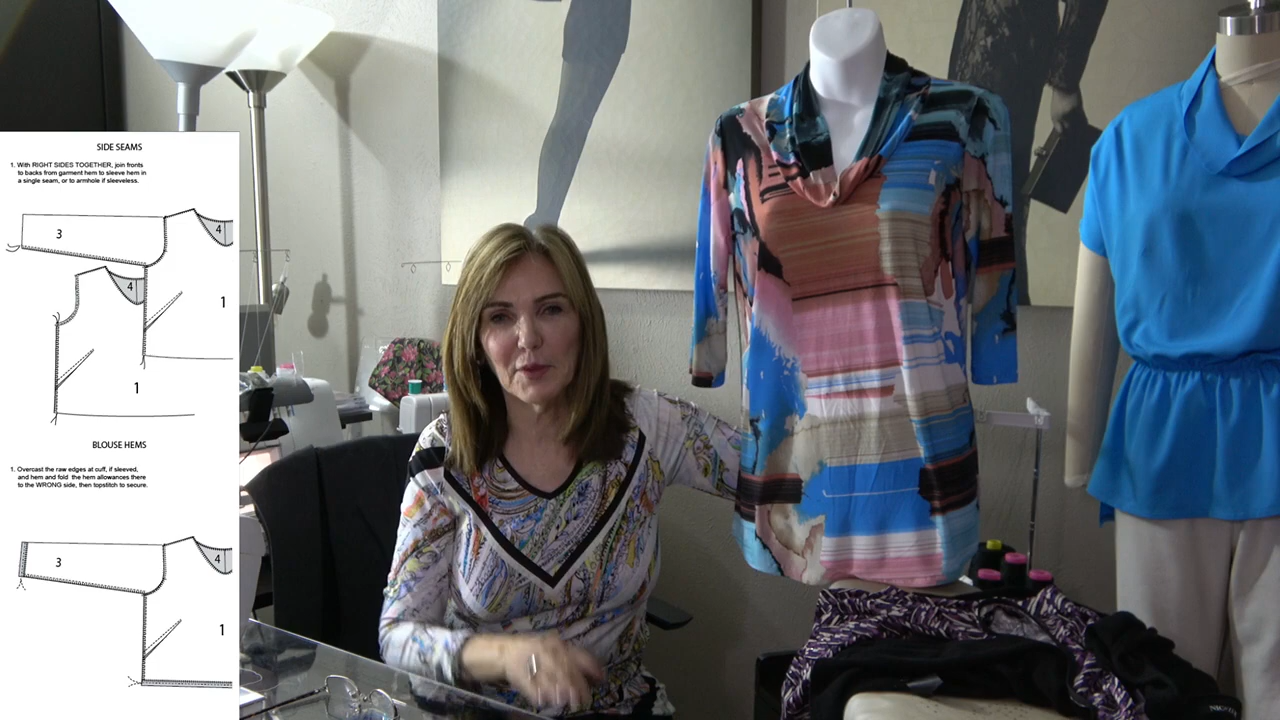 SIDE SEAMS
1. With RIGHT SIDES TOGETHER, join fronts
to backs from garment hem to sleeve hem in
a single seam, or to armhole if sleeveless.
3
4
1
4
1
BLOUSE HEMS
1. Overcast the raw edges at cuff, if sleeved,
and hem and fold the hem allowances there
to the WRONG side, then topstitch to secure.
3
4
1